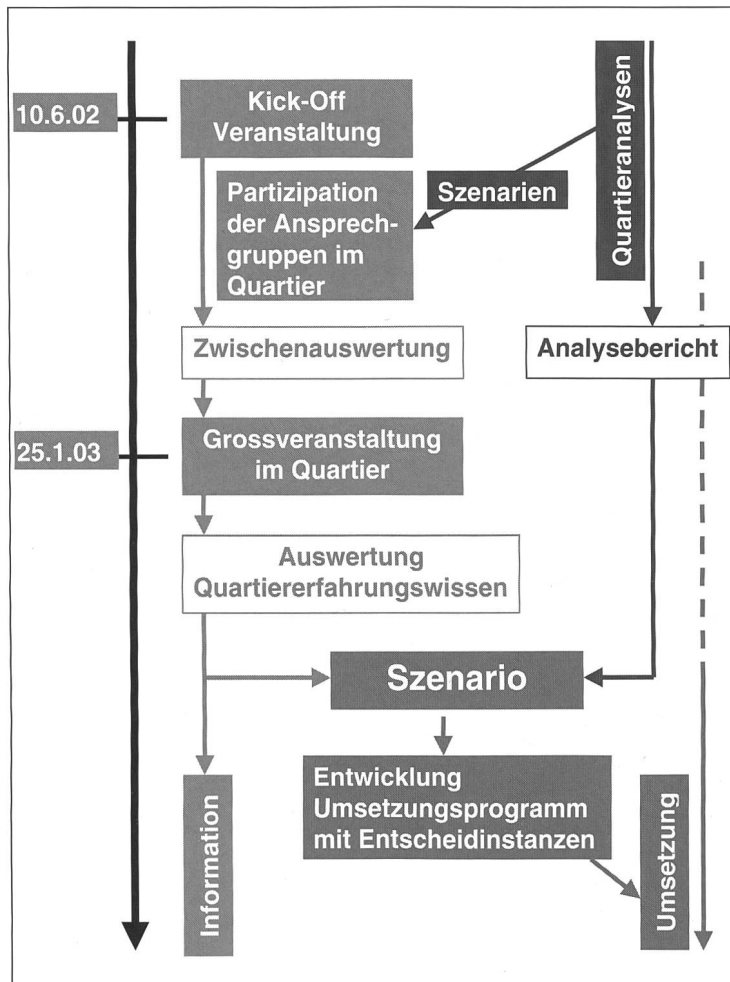 10.6.02
Kick-Off
Veranstaltung
Quartieranalysen
Partizipation
der Ansprech-
gruppen im
Quartier
Szenarien
Zwischenauswertung
Analysebericht
25.1.03
Grossveranstaltung
im Quartier
Auswertung
Quartiererfahrungswissen
Szenario
Entwicklung
Umsetzungsprogramm
mit Entscheidinstanzen
Information
Umsetzung